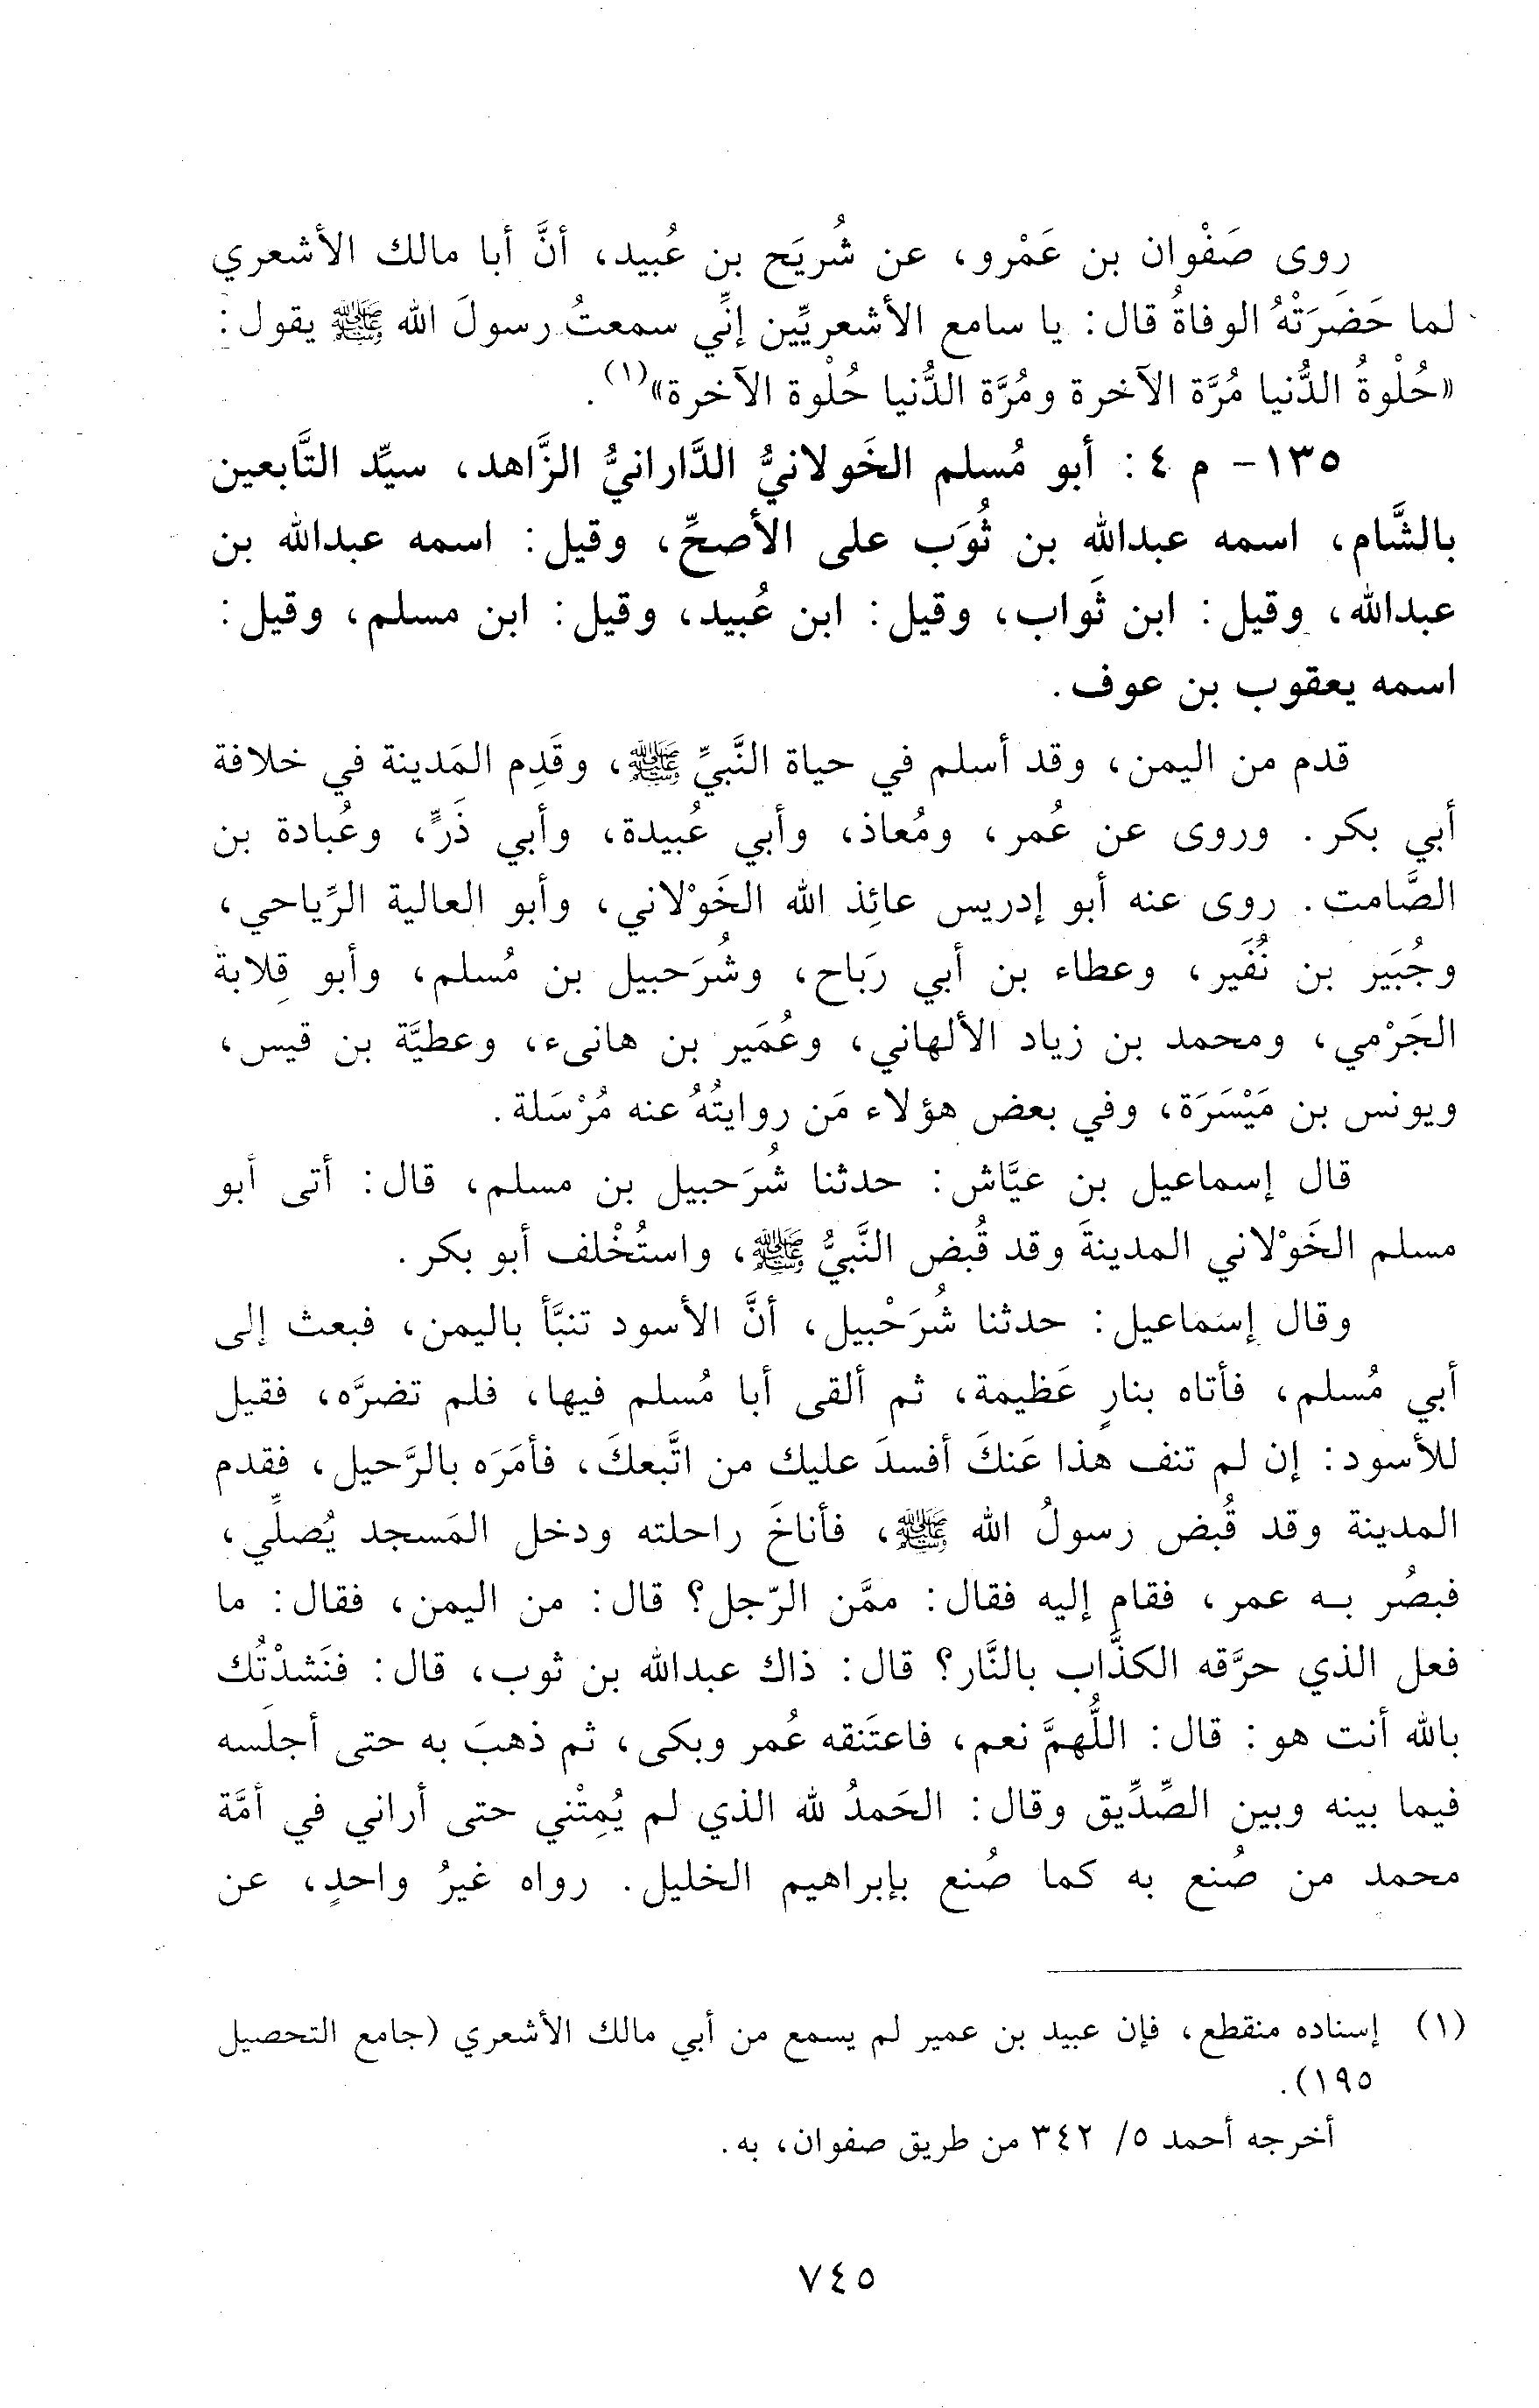 روى صَفْوان بن عَمْرو، عن شُريَح بن عُبيد، أنَّ أبا مالك الأشعري
لما حَضَرَتْهُ الوفاةُ قال: يا سامع الأشعريِّين إنِّي سمعتُ رسولَ الله ﷺ يقول:
«حُلْوةُ الدُّنيا مُرَّة الآخرة ومُرَّة الدُّنيا حُلْوة الآخرة»(١).
١٣٥- م ٤: أبو مُسلم الخَولانيُّ الدَّارانيُّ الزَّاهد، سيِّد التَّابعين
بالشَّام، اسمه عبدالله بن ثُوَب على الأصحِّ، وقيل: اسمه عبدالله بن
عبدالله، وقيل: ابن ثَواب، وقيل: ابن عُبيد، وقيل: ابن مسلم، وقيل:
اسمه يعقوب بن عوف.
قدم من اليمن، وقد أسلم في حياة النَّبيِّ ﷺ، وقَدِم المَدينة في خلافة
أبي بكر. وروى عن عُمر، ومُعاذ، وأبي عُبيدة، وأبي ذَرٍّ، وعُبادة بن
الصَّامت. روى عنه أبو إدريس عائِذ الله الخَوْلاني، وأبو العالية الرِّياحي،
وجُبَير بن نُفَير، وعطاء بن أبي رَباح، وشُرَحبيل بن مُسلم، وأبو قِلابة
الجَرْمي، ومحمد بن زياد الألهاني، وعُمَير بن هانىء، وعطيَّة بن قيس،
ويونس بن مَيْسَرَة، وفي بعض هؤلاء مَن روايتُهُ عنه مُرْسَلة.
قال إسماعيل بن عيَّاش: حدثنا شُرَحبيل بن مسلم، قال: أتى أبو
مسلم الخَوْلاني المدينةَ وقد قُبض النَّبيُّ ﷺ، واستُخْلف أبو بكر.
وقال إسَماعيل: حدثنا شُرَحْبيل، أنَّ الأسود تنبَّأ باليمن، فبعث إلى
أبي مُسلم، فأتاه بنارٍ عَظيمة، ثم ألقى أبا مُسلم فيها، فلم تضرَّه، فقيل
للأسود: إن لم تنف هذا عَنكَ أفسدَ عليك من اتَّبعكَ، فأمَرَه بالرَّحيل، فقدم
المدينة وقد قُبض رسولُ الله ﷺ، فأناخَ راحلته ودخل المَسجد يُصلِّي،
فبصُر بـه عمر، فقام إليه فقال: ممَّن الرّجل؟ قال: من اليمن، فقال: ما
فعل الذي حرَّقه الكذَّاب بالنَّار؟ قال: ذاك عبدالله بن ثوب، قال: فنَشدْتُك
بالله أنت هو: قال: اللَّهمَّ نعم، فاعتَنقه عُمر وبكى، ثم ذهبَ به حتى أجلَسه
فيما بينه وبين الصِّدِّيق وقال: الحَمدُ لله الذي لم يُمِتْني حتى أراني في أمَّة
محمد من صُنع به كما صُنع بإبراهيم الخليل. رواه غيرُ واحدٍ، عن
(١) إسناده منقطع، فإن عبيد بن عمير لم يسمع من أبي مالك الأشعري (جامع التحصيل
١٩٥).
أخرجه أحمد ٥/ ٣٤٢ من طريق صفوان، به.
٧٤٥